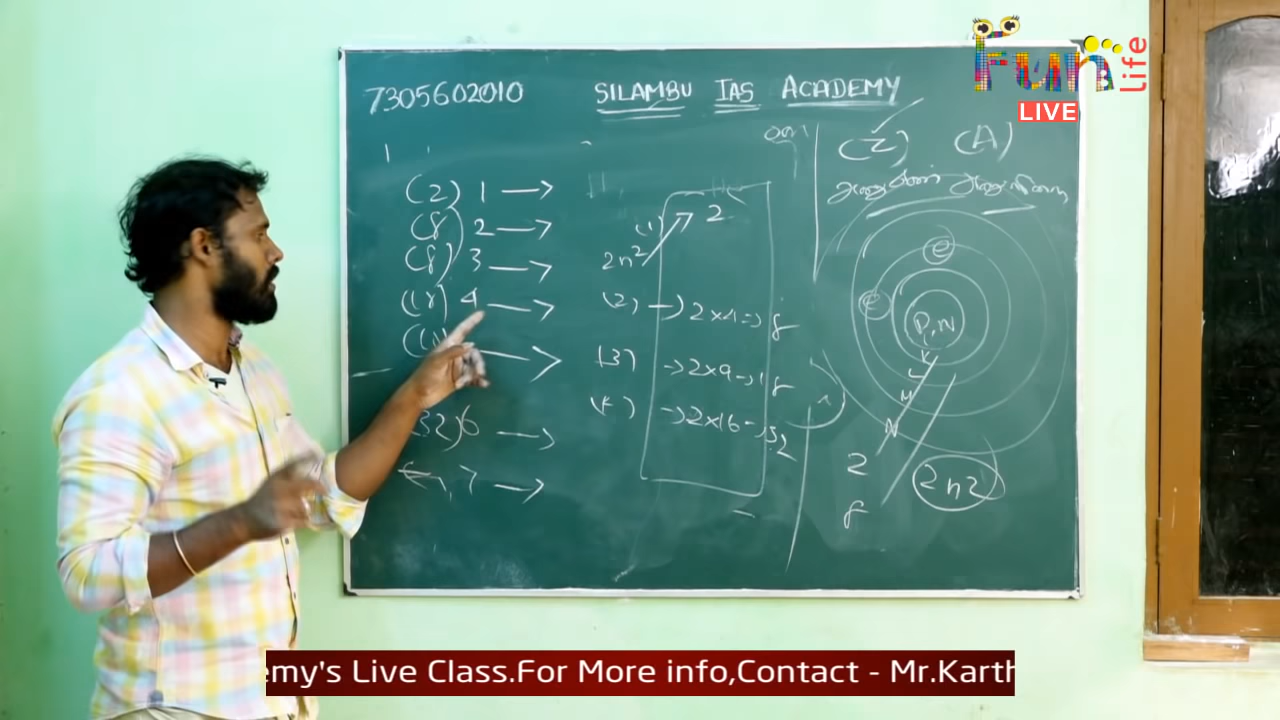 Fun Life
LIVE
7305602010 SILAMBU IAS ACADEMY
(Z) (A)
(2) 1 →
(8) 2 →
(8) 3 →
(18) 4 →
→
32) 6 →
7 →
(1) 2
2n²
(2) → 2×4→8
(3) → 2×9→18
→ 2×16→32
e
e
P, N
K
L
M
N
2
8
2n2
emy's Live Class.For More info,Contact - Mr.Karth